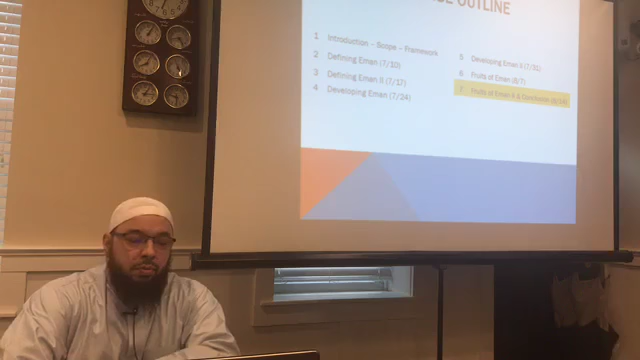 OUTLINE
1 Introduction – Scope – Framework
2 Defining Eman (7/10)
3 Defining Eman II (7/17)
4 Developing Eman (7/24)
5 Developing Eman II (7/31)
6 Fruits of Eman (8/7)
7 Fruits of Eman II & Conclusion (8/14)